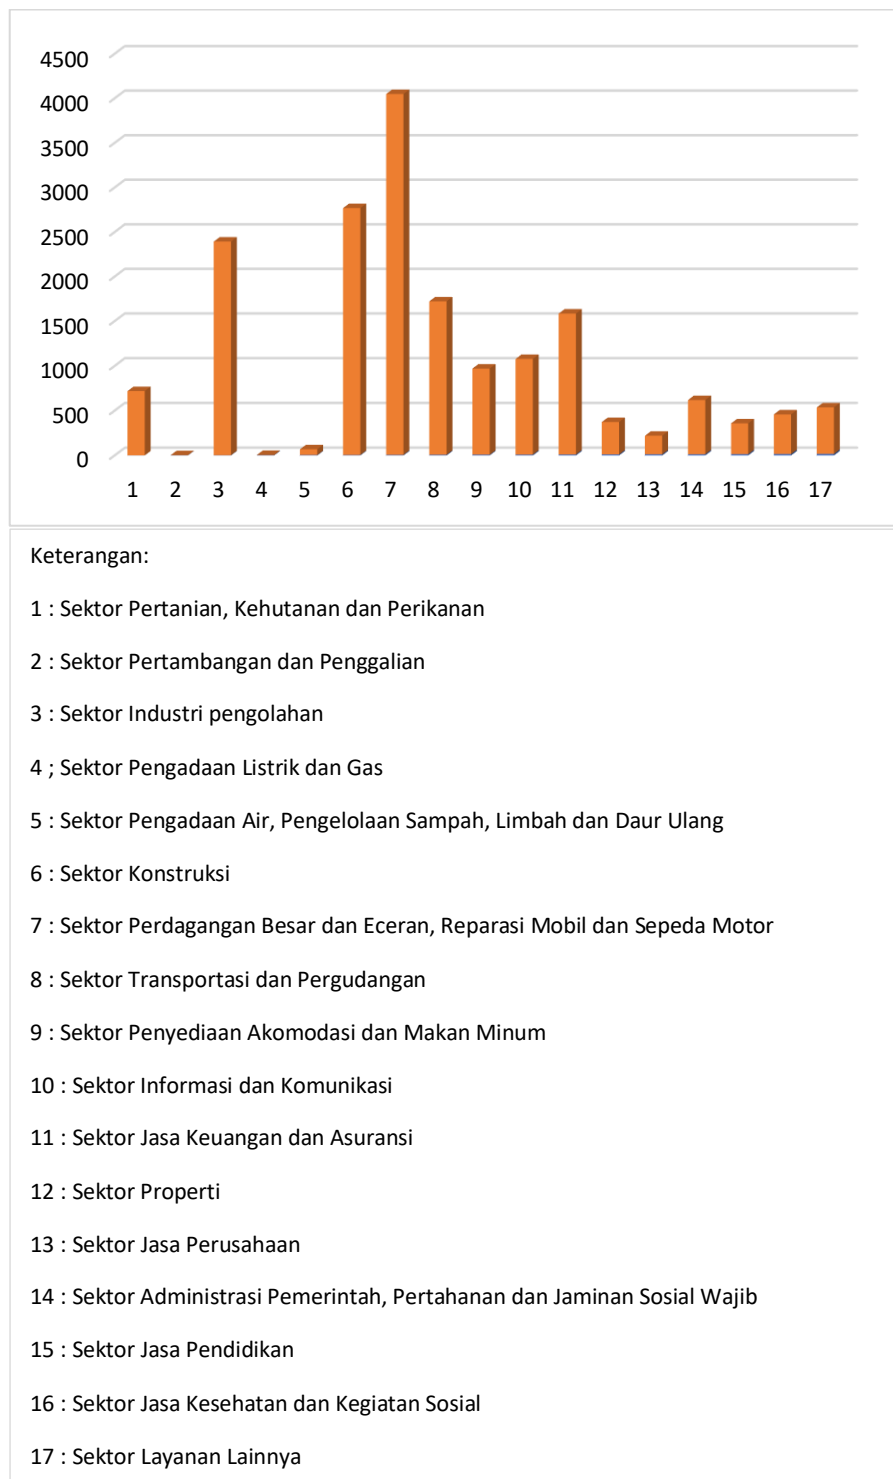 4500
4000
3500
3000
2500
2000
1500
1000
500
0
1 2 3 4 5 6 7 8 9 10 11 12 13 14 15 16 17
Keterangan:
1 : Sektor Pertanian, Kehutanan dan Perikanan
2 : Sektor Pertambangan dan Penggalian
3 : Sektor Industri pengolahan
4 ; Sektor Pengadaan Listrik dan Gas
5 : Sektor Pengadaan Air, Pengelolaan Sampah, Limbah dan Daur Ulang
6 : Sektor Konstruksi
7 : Sektor Perdagangan Besar dan Eceran, Reparasi Mobil dan Sepeda Motor
8 : Sektor Transportasi dan Pergudangan
9 : Sektor Penyediaan Akomodasi dan Makan Minum
10 : Sektor Informasi dan Komunikasi
11 : Sektor Jasa Keuangan dan Asuransi
12 : Sektor Properti
13 : Sektor Jasa Perusahaan
14 : Sektor Administrasi Pemerintah, Pertahanan dan Jaminan Sosial Wajib
15 : Sektor Jasa Pendidikan
16 : Sektor Jasa Kesehatan dan Kegiatan Sosial
17 : Sektor Layanan Lainnya